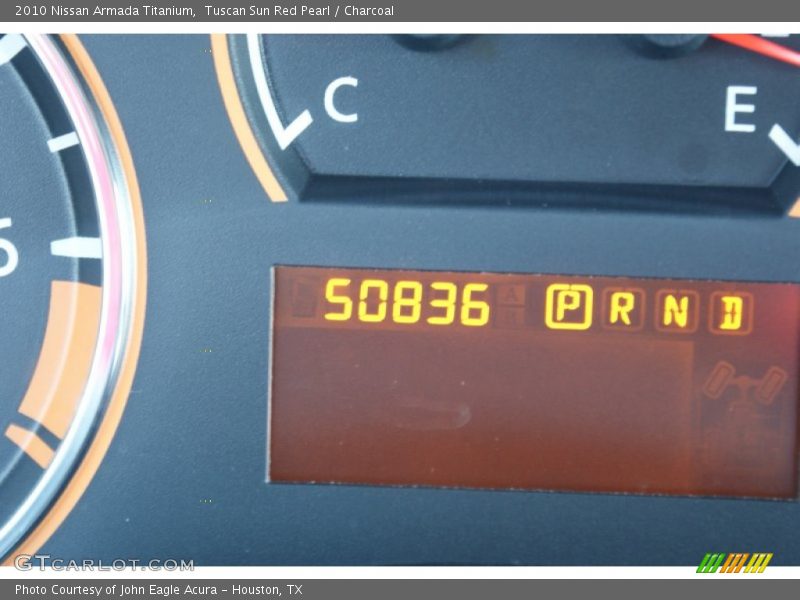 2010 Nissan Armada Titanium,  Tuscan Sun Red Pearl / Charcoal
C
E
6
50836 P R N D
GTcarlot.com
Photo Courtesy of John Eagle Acura - Houston, TX